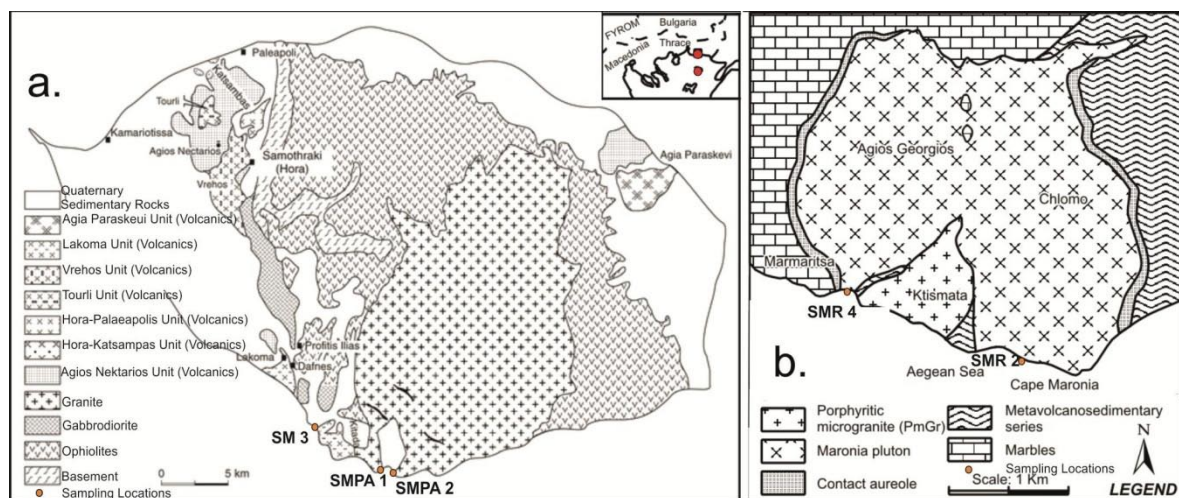 a.
Paleapoli
Katsambas
Tourli
Kamariotissa
Agios Nectarios
Samothraki
(Hora)
Vrehos
Agia Paraskevi
Profitis Ilias
Lakoma
Dafnes
SM 3
SMPA 1
SMPA 2
Quaternary
Sedimentary Rocks
Agia Paraskeui Unit (Volcanics)
Lakoma Unit (Volcanics)
Vrehos Unit (Volcanics)
Tourli Unit (Volcanics)
Hora-Palaeapolis Unit (Volcanics)
Hora-Katsampas Unit (Volcanics)
Agios Nektarios Unit (Volcanics)
Granite
Gabbrodiorite
Ophiolites
Basement
Sampling Locations
0 5 km
Bulgaria
FYROM
Thrace
Macedonia
b.
Agios Georgios
Chlomo
Marmaritsa
Ktismata
SMR 4
SMR 2
Aegean Sea
Cape Maronia
Porphyritic
microgranite (PmGr)
Maronia pluton
Contact aureole
Metavolcanosedimentary
series
Marbles
Sampling Locations
Scale: 1 Km
N
LEGEND